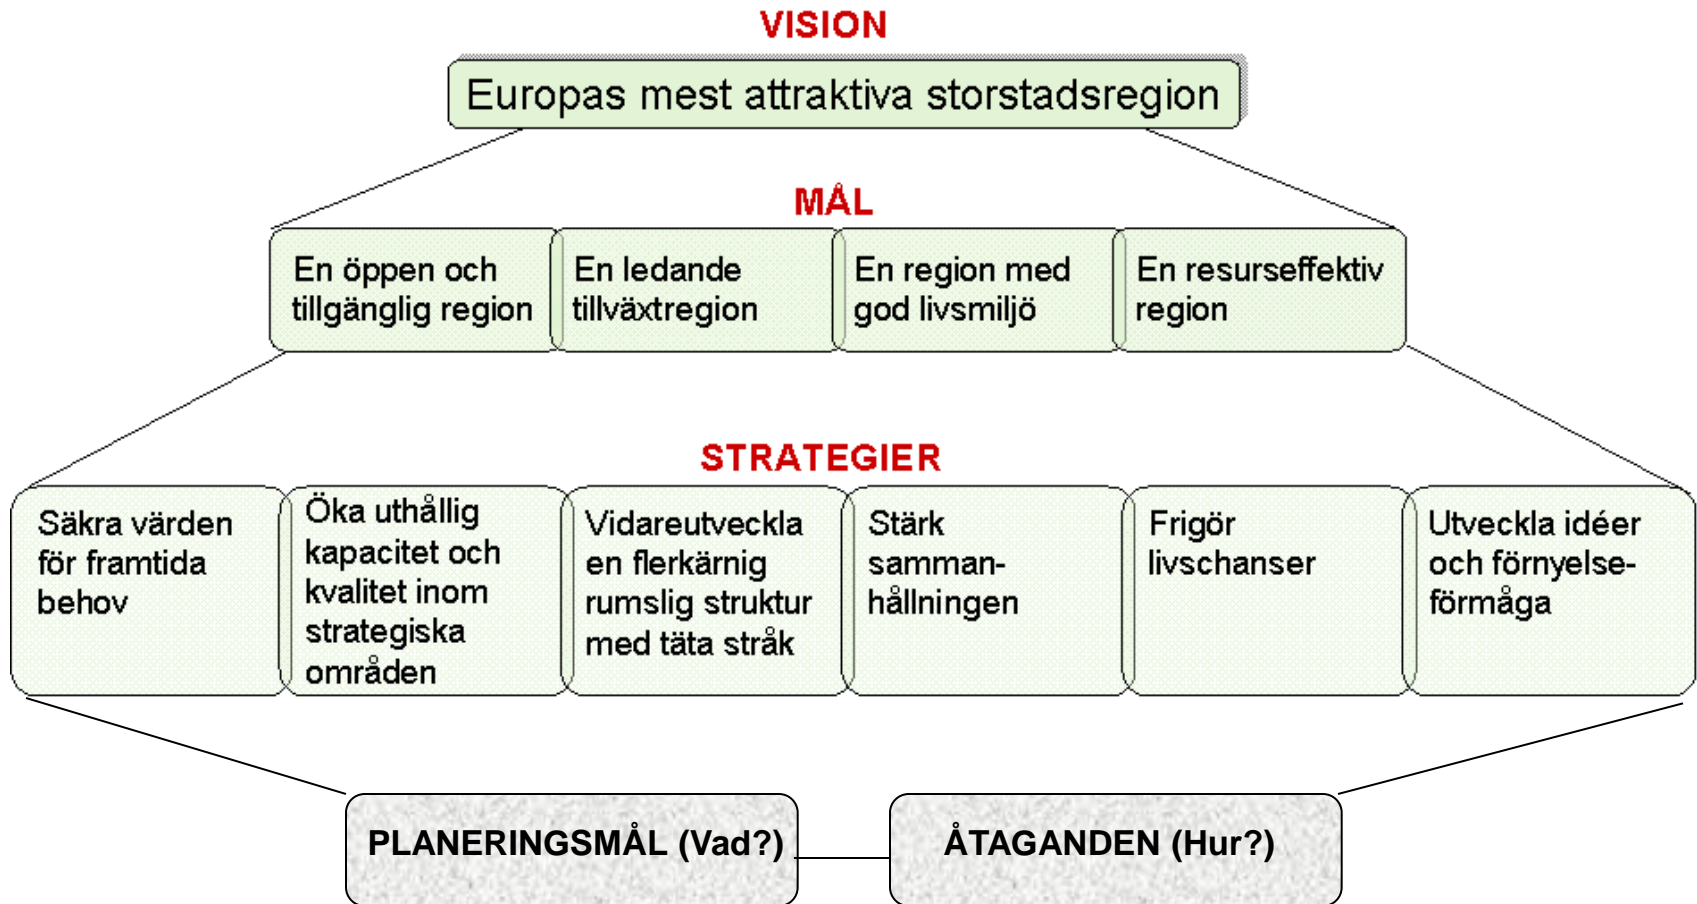 VISION
Europas mest attraktiva storstadsregion
MÅL
En öppen och
tillgänglig region
En ledande
tillväxtregion
En region med
god livsmiljö
En resurseffektiv
region
STRATEGIER
Säkra värden
för framtida
behov
Öka uthållig
kapacitet och
kvalitet inom
strategiska
områden
Vidareutveckla
en flerkärnig
rumslig struktur
med täta stråk
Stärk
samman-
hållningen
Frigör
livschanser
Utveckla idéer
och förnyelse-
förmåga
PLANERINGSMÅL (Vad?)
ÅTAGANDEN (Hur?)